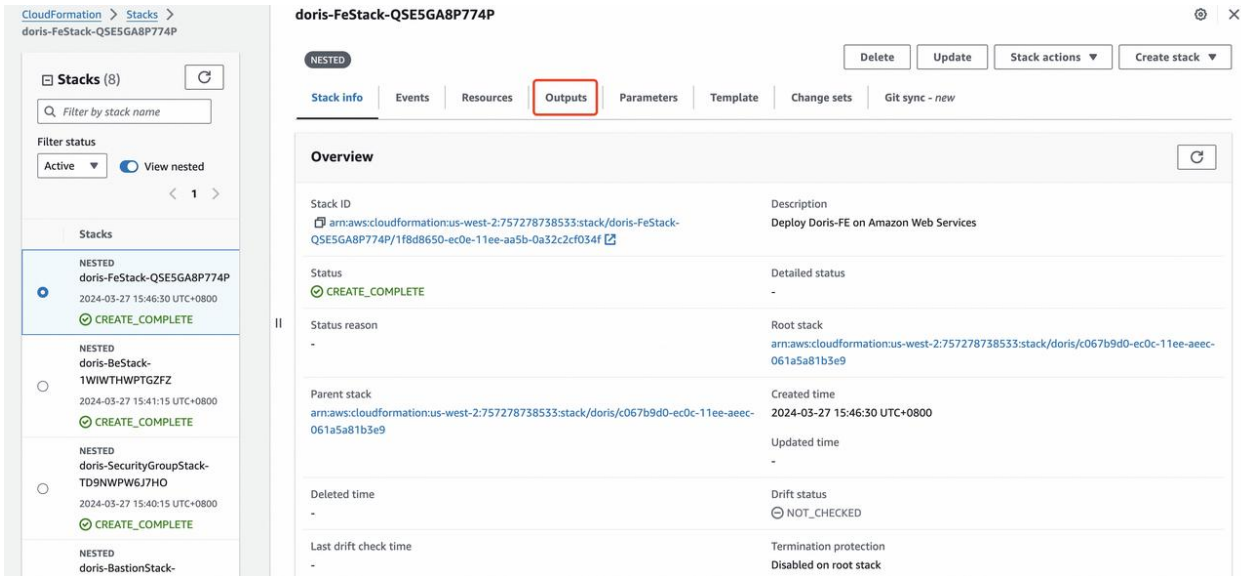 CloudFormation > Stacks >
doris-FeStack-QSE5GA8P774P
Stacks (8)
Filter by stack name
Filter status
Active ▼ View nested
< 1 >
Stacks
NESTED
doris-FeStack-QSE5GA8P774P
2024-03-27 15:46:30 UTC+0800
CREATE_COMPLETE
NESTED
doris-BeStack-
1WIWTHWPTGZFZ
2024-03-27 15:41:15 UTC+0800
CREATE_COMPLETE
NESTED
doris-SecurityGroupStack-
TD9NWPW6J7HO
2024-03-27 15:40:15 UTC+0800
CREATE_COMPLETE
NESTED
doris-BastionStack-
doris-FeStack-QSE5GA8P774P
NESTED
Delete Update Stack actions ▼ Create stack ▼
Stack info Events Resources Outputs Parameters Template Change sets Git sync - new
Overview
Stack ID
arn:aws:cloudformation:us-west-2:757278738533:stack/doris-FeStack-
QSE5GA8P774P/1f8d8650-ec0e-11ee-aa5b-0a32c2cf034f
Description
Deploy Doris-FE on Amazon Web Services
Status
CREATE_COMPLETE
Detailed status
-
Status reason
-
Root stack
arn:aws:cloudformation:us-west-2:757278738533:stack/doris/c067b9d0-ec0c-11ee-aeec-
061a5a81b3e9
Parent stack
arn:aws:cloudformation:us-west-2:757278738533:stack/doris/c067b9d0-ec0c-11ee-aeec-
061a5a81b3e9
Created time
2024-03-27 15:46:30 UTC+0800
Updated time
-
Deleted time
-
Drift status
NOT_CHECKED
Last drift check time
-
Termination protection
Disabled on root stack